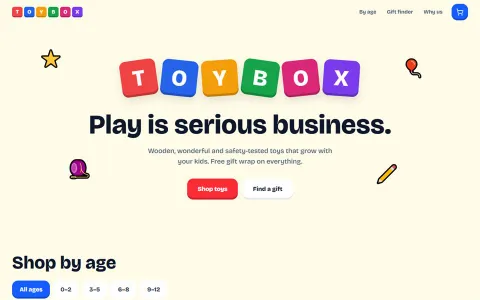 TOYBOX
By age
Gift finder
Why us
TOYBOX
Play is serious business.
Wooden, wonderful and safety-tested toys that grow with
your kids. Free gift wrap on everything.
Shop toys
Find a gift
Shop by age
All ages
0–2
3–5
6–8
9–12